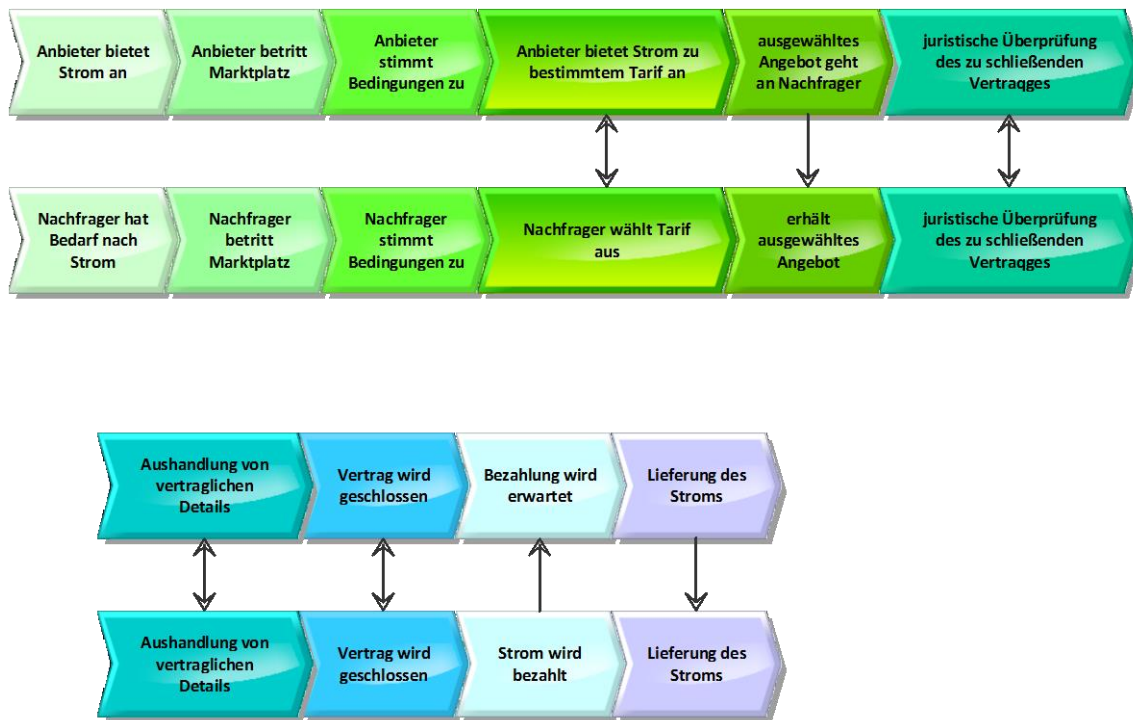 Anbieter bietet
Strom an
Anbieter betritt
Marktplatz
Anbieter
stimmt
Bedingungen zu
Anbieter bietet Strom zu
bestimmtem Tarif an
ausgewähltes
Angebot geht
an Nachfrager
juristische Überprüfung
des zu schließenden
Vertraqges
Nachfrager hat
Bedarf nach
Strom
Nachfrager
betritt
Marktplatz
Nachfrager
stimmt
Bedingungen zu
Nachfrager wählt Tarif
aus
erhält
ausgewähltes
Angebot
juristische Überprüfung
des zu schließenden
Vertraqges
Aushandlung von
vertraglichen
Details
Vertrag wird
geschlossen
Bezahlung wird
erwartet
Lieferung des
Stroms
Aushandlung von
vertraglichen
Details
Vertrag wird
geschlossen
Strom wird
bezahlt
Lieferung des
Stroms